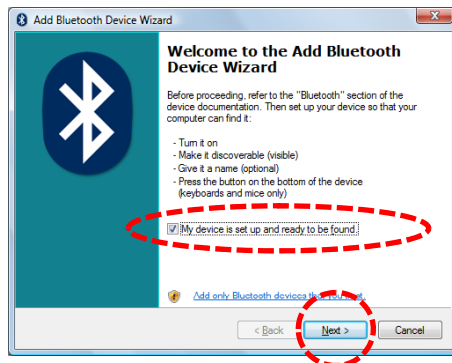 Add Bluetooth Device Wizard
Welcome to the Add Bluetooth
Device Wizard
Before proceeding, refer to the "Bluetooth" section of the
device documentation. Then set up your device so that your
computer can find it:
- Turn it on
- Make it discoverable (visible)
- Give it a name (optional)
- Press the button on the bottom of the device
(keyboards and mice only)
My device is set up and ready to be found.
Add only Bluetooth devices that you trust.
< Back Next > Cancel